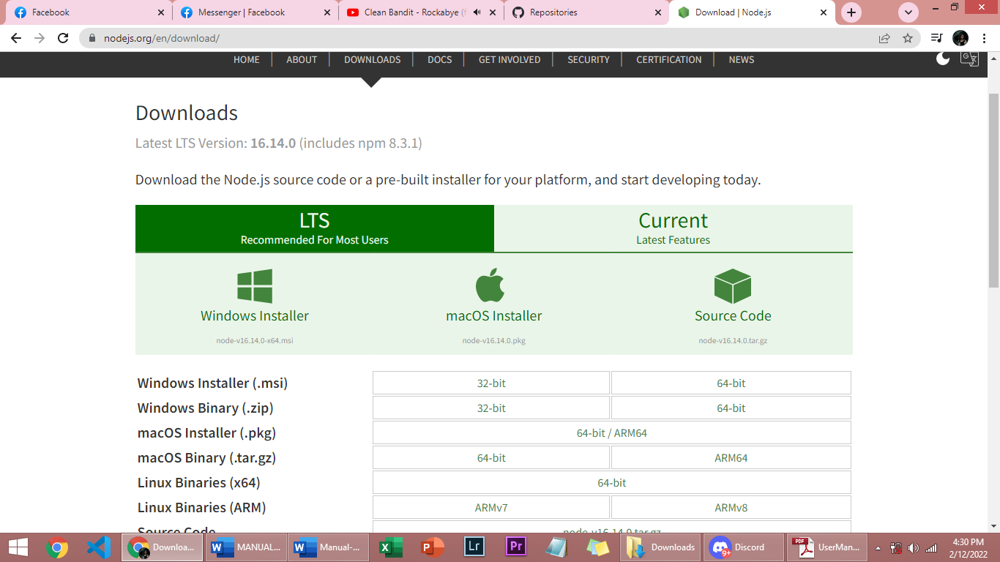 Facebook
Messenger | Facebook
Clean Bandit - Rockabye (f
Repositories
Download | Node.js
nodejs.org/en/download/
HOME ABOUT DOWNLOADS DOCS GET INVOLVED SECURITY CERTIFICATION NEWS
Downloads
Latest LTS Version: 16.14.0 (includes npm 8.3.1)
Download the Node.js source code or a pre-built installer for your platform, and start developing today.
LTS
Recommended For Most Users
Current
Latest Features
Windows Installer
node-v16.14.0-x64.msi
macOS Installer
node-v16.14.0.pkg
Source Code
node-v16.14.0.tar.gz
Windows Installer (.msi) 32-bit 64-bit
Windows Binary (.zip) 32-bit 64-bit
macOS Installer (.pkg) 64-bit / ARM64
macOS Binary (.tar.gz) 64-bit ARM64
Linux Binaries (x64) 64-bit
Linux Binaries (ARM) ARMv7 ARMv8
Source Code node-v16.14.0.tar.gz
Downloa... MANUAL... Manual-... Lr Pr Downloads 9+ Discord PDF UserMan...
4:30 PM
2/12/2022